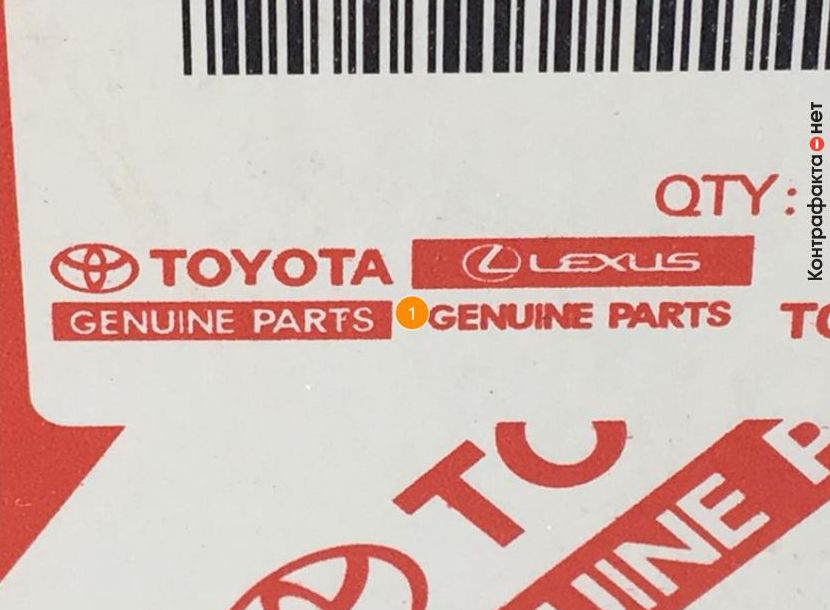 QTY:
Контрафакта нет
TOYOTA LEXUS
GENUINE PARTS 1 GENUINE PARTS